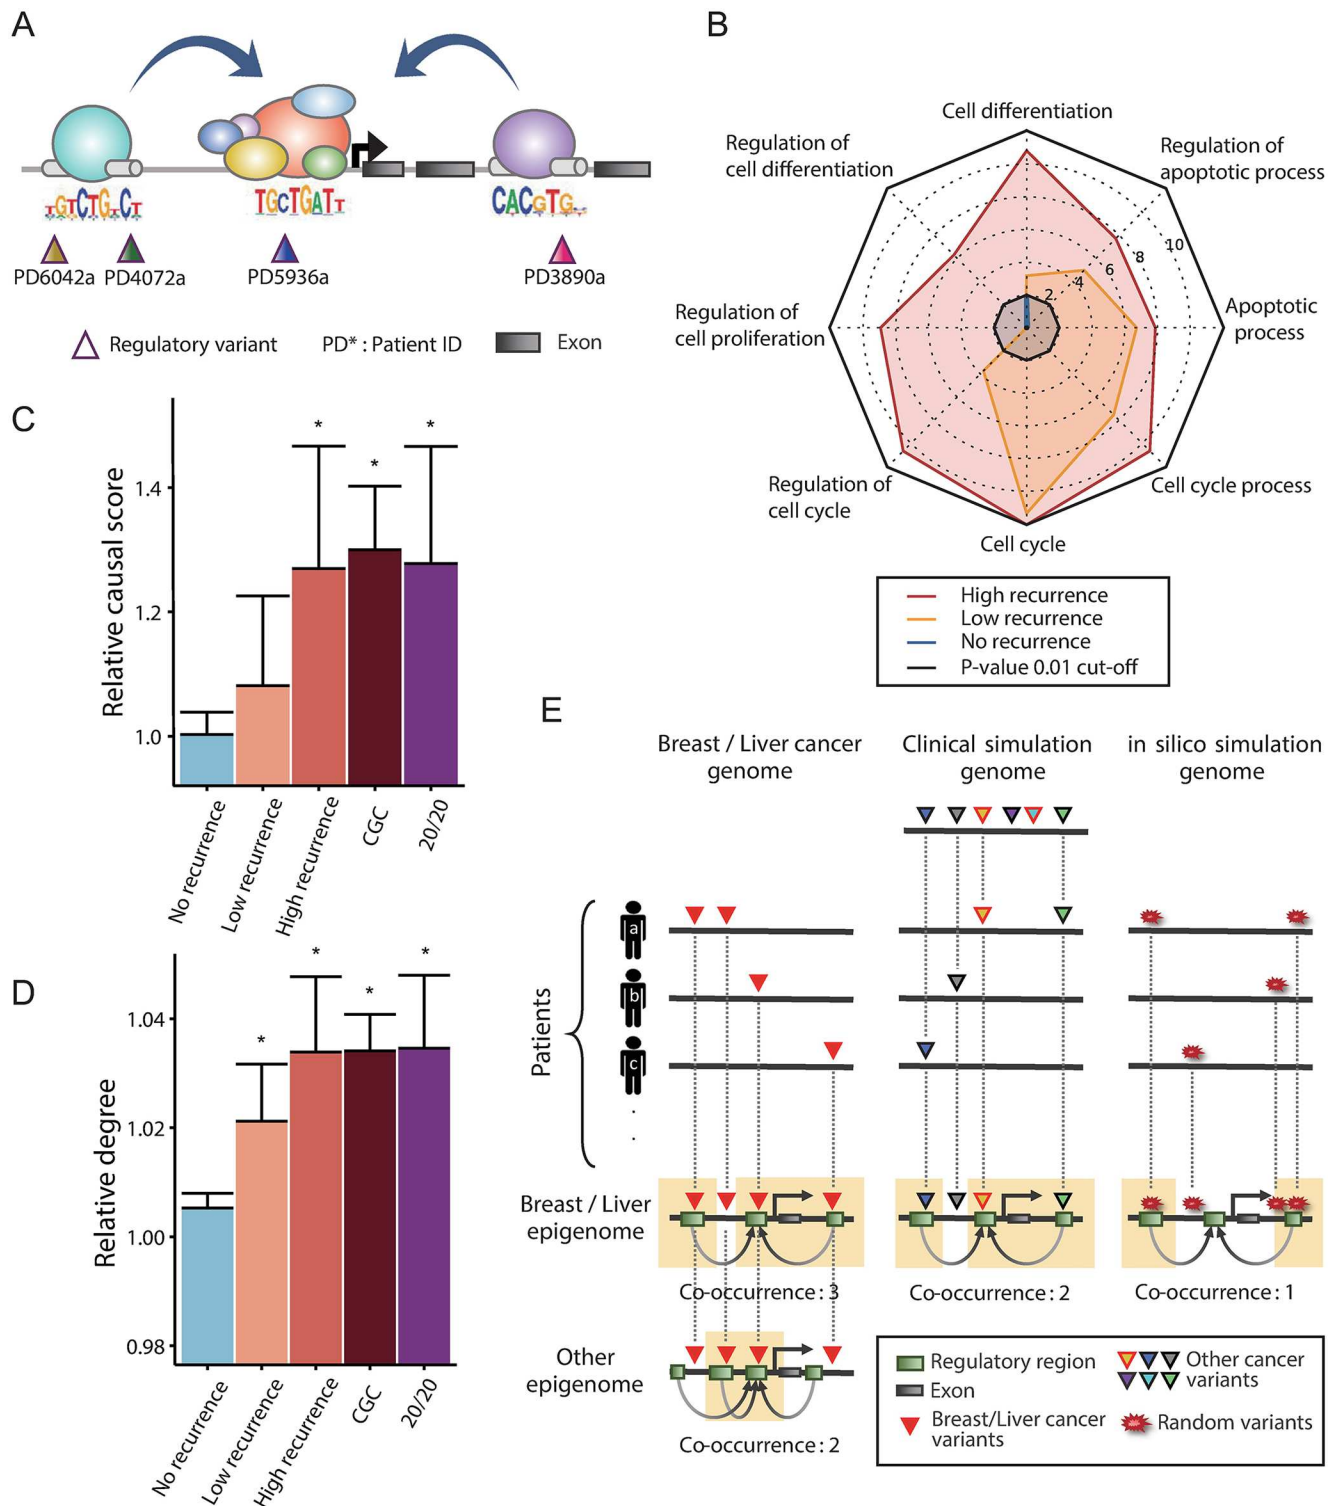 A
TGTCTG CT
TGCTGATT
CACGTG
PD6042a
PD4072a
PD5936a
PD3890a
Regulatory variant
PD* : Patient ID
Exon
B
Cell differentiation
Regulation of
cell differentiation
Regulation of
apoptotic process
Regulation of
cell proliferation
Apoptotic
process
Regulation of
cell cycle
Cell cycle process
Cell cycle
2
4
6
8
10
High recurrence
Low recurrence
No recurrence
P-value 0.01 cut-off
C
Relative causal score
1.4
1.2
1.0
*
*
*
No recurrence
Low recurrence
High recurrence
CGC
20/20
D
Relative degree
1.04
1.02
1.00
0.98
*
*
*
*
No recurrence
Low recurrence
High recurrence
CGC
20/20
E
Breast / Liver cancer
genome
Clinical simulation
genome
in silico simulation
genome
Patients
a
b
c
Breast / Liver
epigenome
Co-occurrence : 3
Co-occurrence : 2
Co-occurrence : 1
Other
epigenome
Co-occurrence : 2
Regulatory region
Exon
Breast/Liver cancer
variants
Other cancer
variants
Random variants